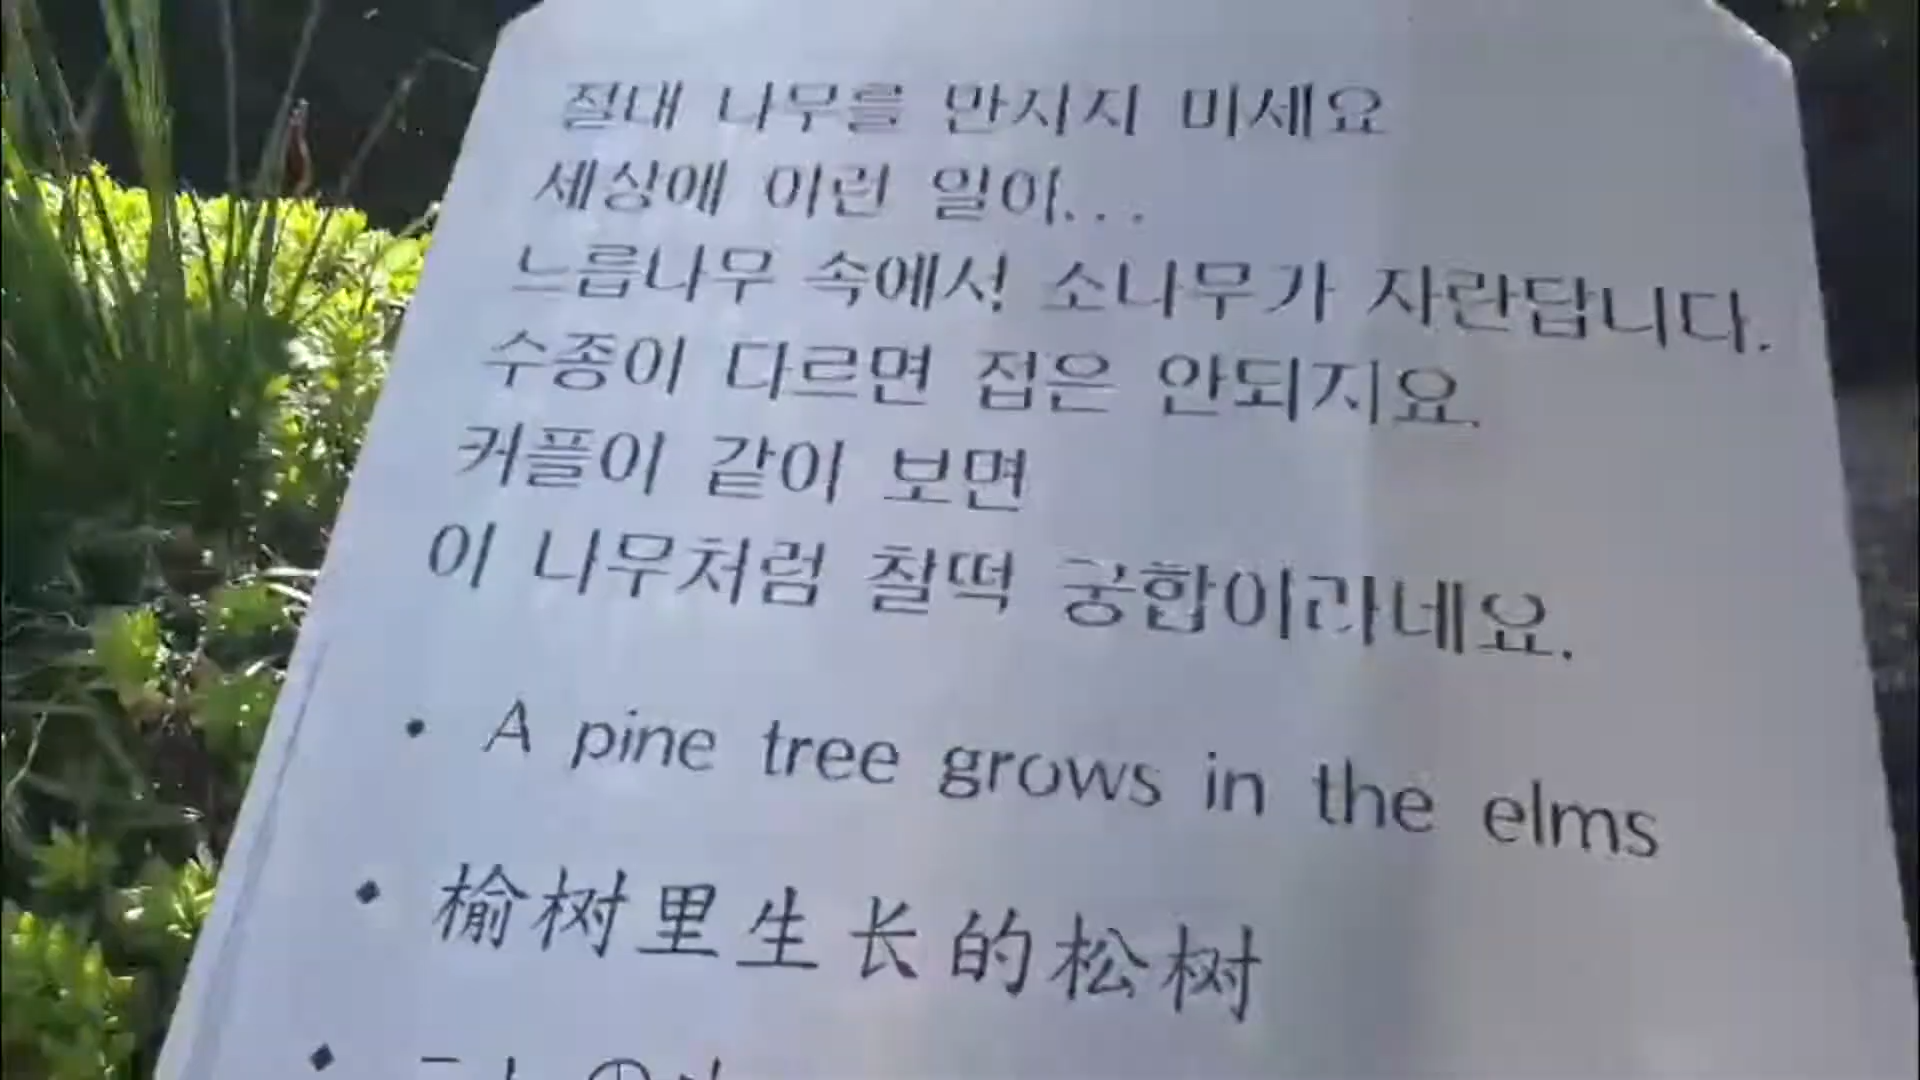 절대 나무를 만지지 마세요
세상에 이런 일이...
느릅나무 속에서 소나무가 자란답니다.
수종이 다르면 접은 안되지요.
커플이 같이 보면
이 나무처럼 찰떡 궁합이라네요.
• A pine tree grows in the elms
• 榆树里生长的松树